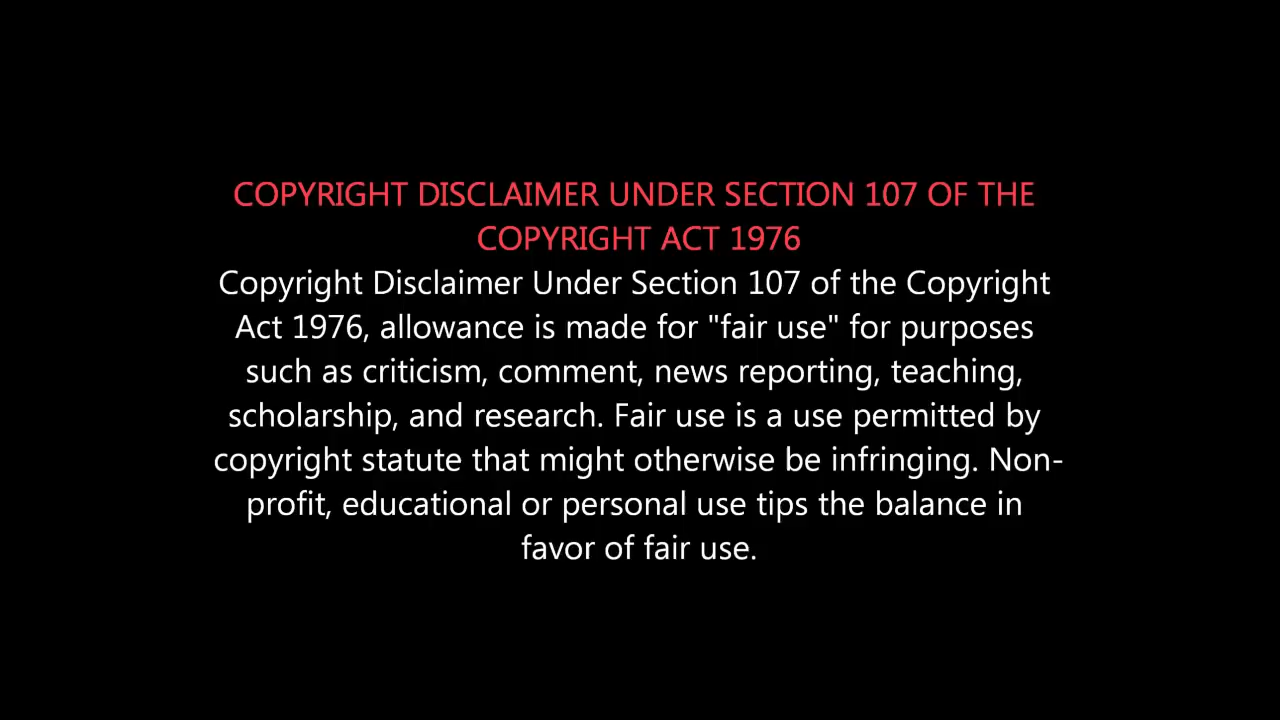 COPYRIGHT DISCLAIMER UNDER SECTION 107 OF THE
COPYRIGHT ACT 1976
Copyright Disclaimer Under Section 107 of the Copyright
Act 1976, allowance is made for "fair use" for purposes
such as criticism, comment, news reporting, teaching,
scholarship, and research. Fair use is a use permitted by
copyright statute that might otherwise be infringing. Non-
profit, educational or personal use tips the balance in
favor of fair use.